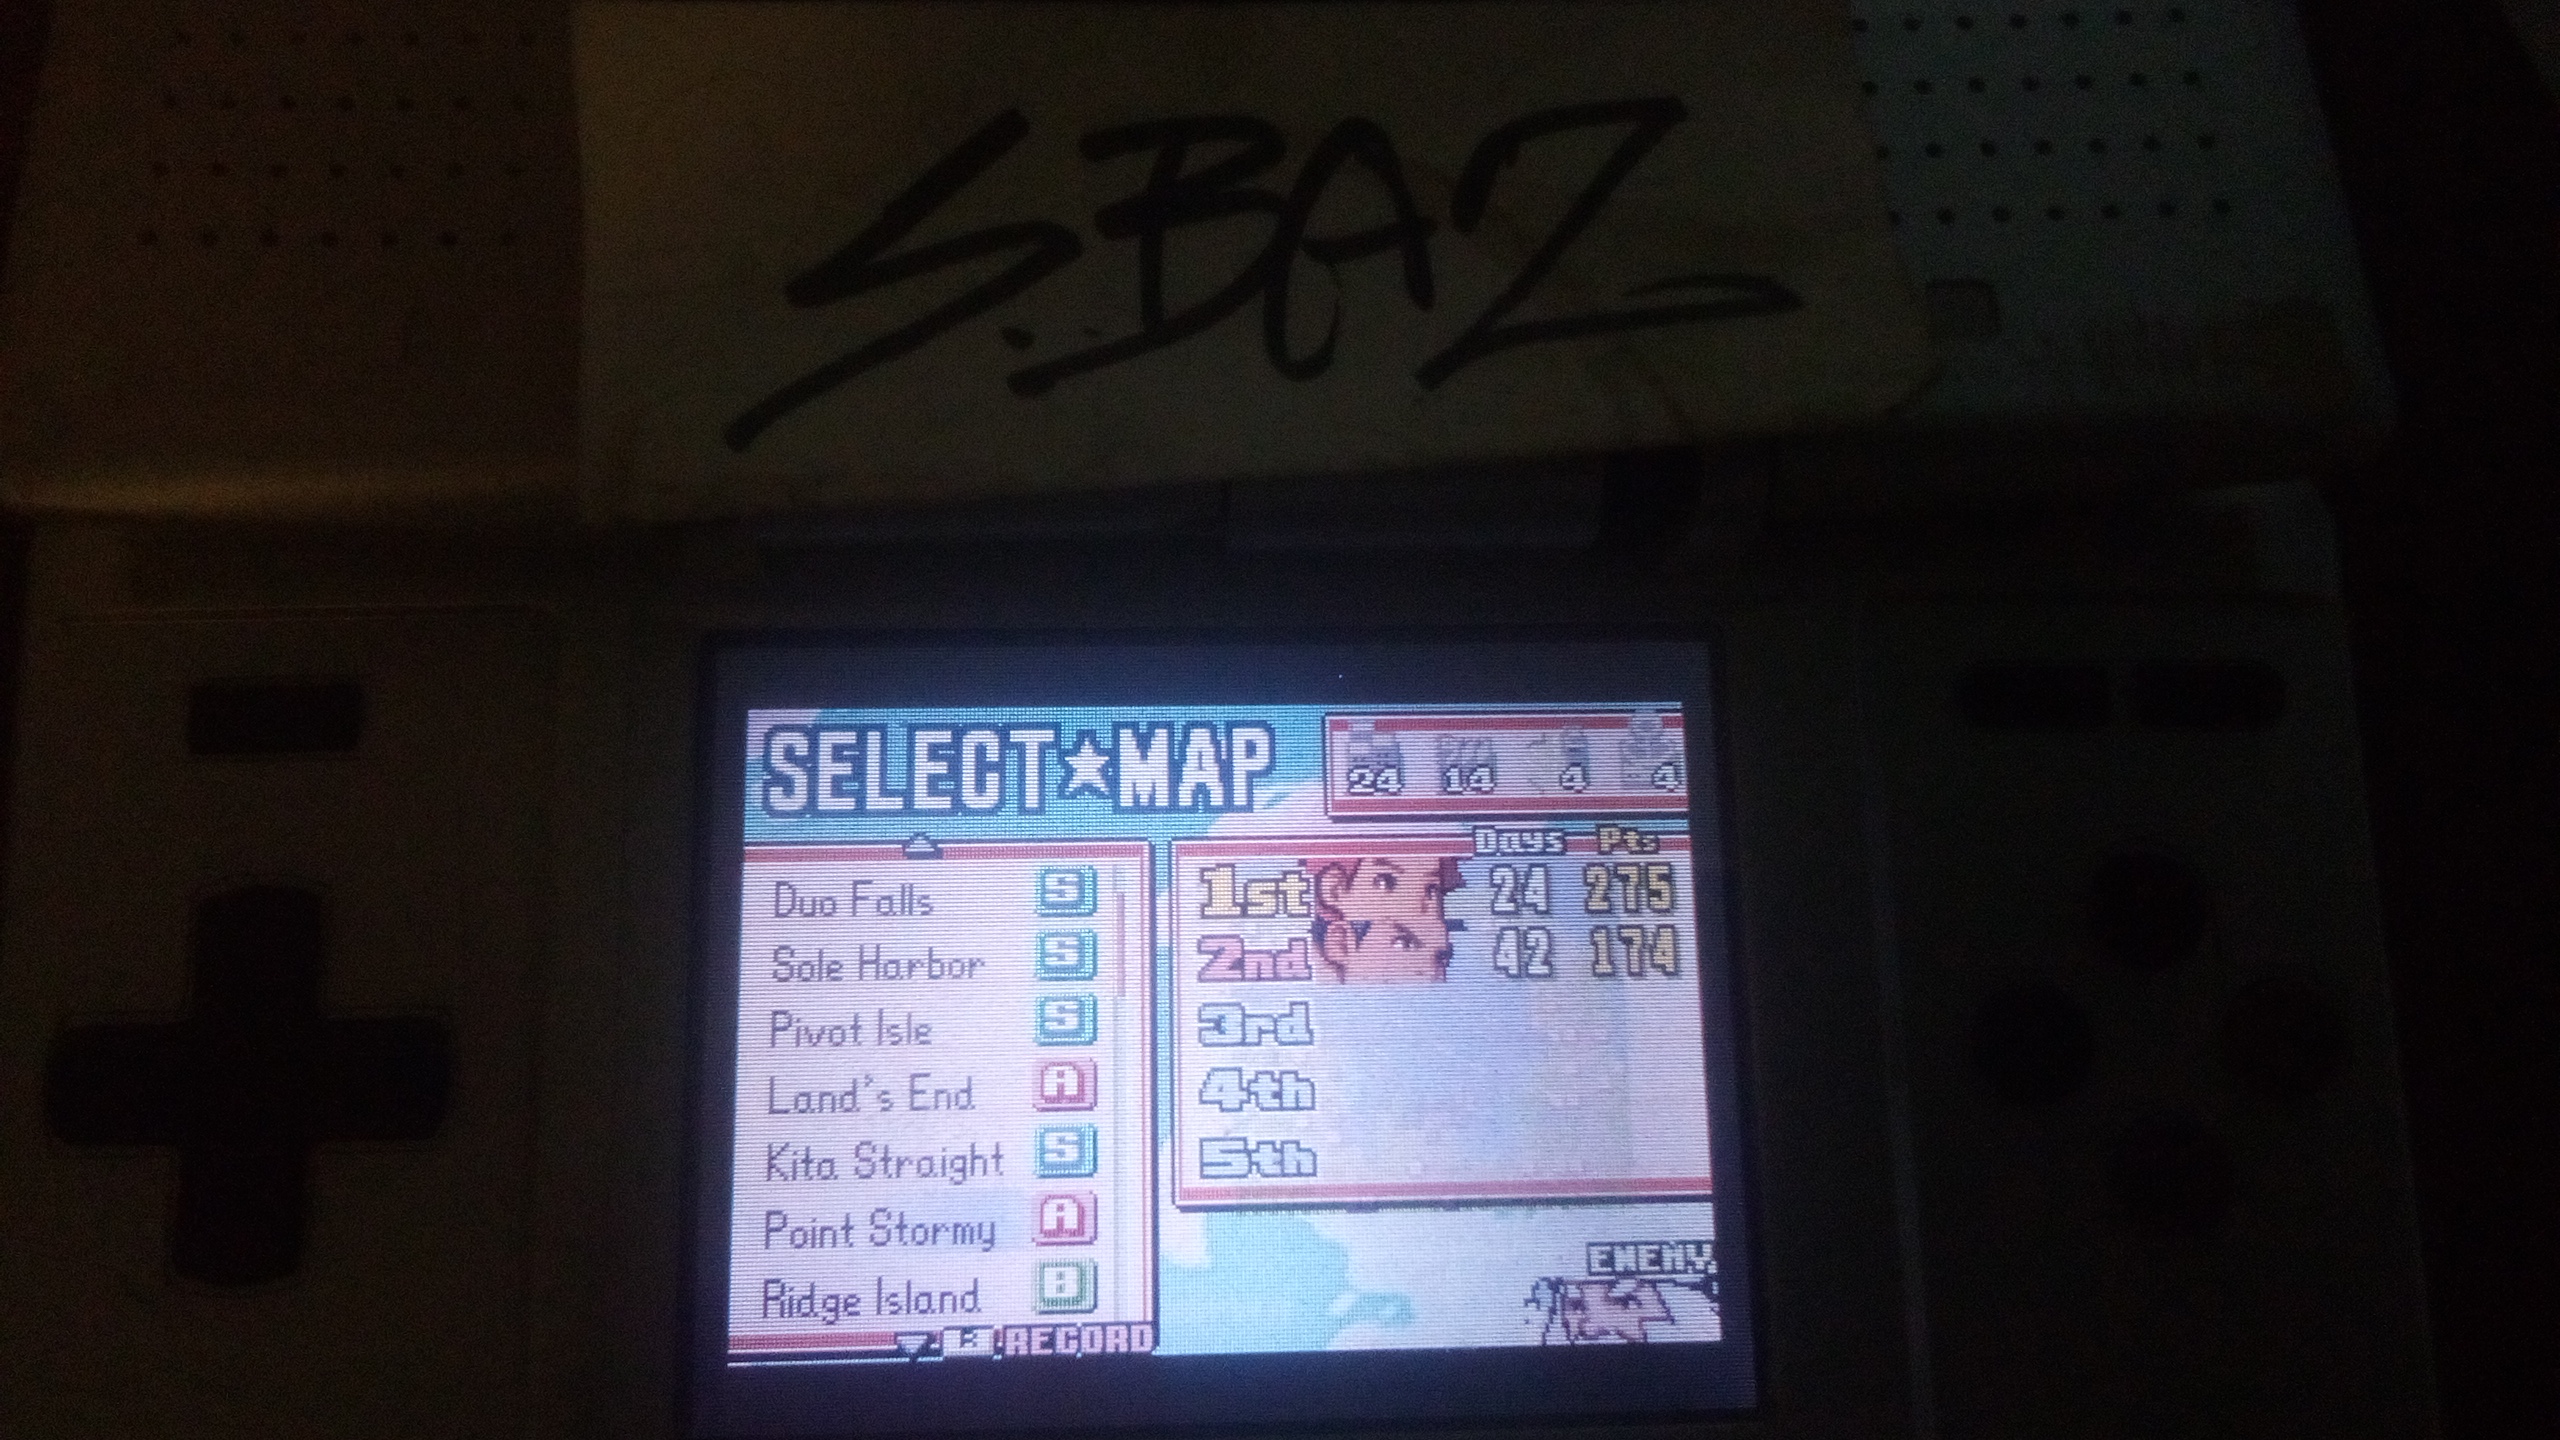 S.BAZ
SELECT★MAP
24 14 4 4
Days Pts
Duo Falls S
Sole Harbor S
Pivot Isle S
Land's End A
Kita Straight S
Point Stormy A
Ridge Island B
1st 24 275
2nd 42 174
3rd
4th
5th
ENEMY
B:RECORD